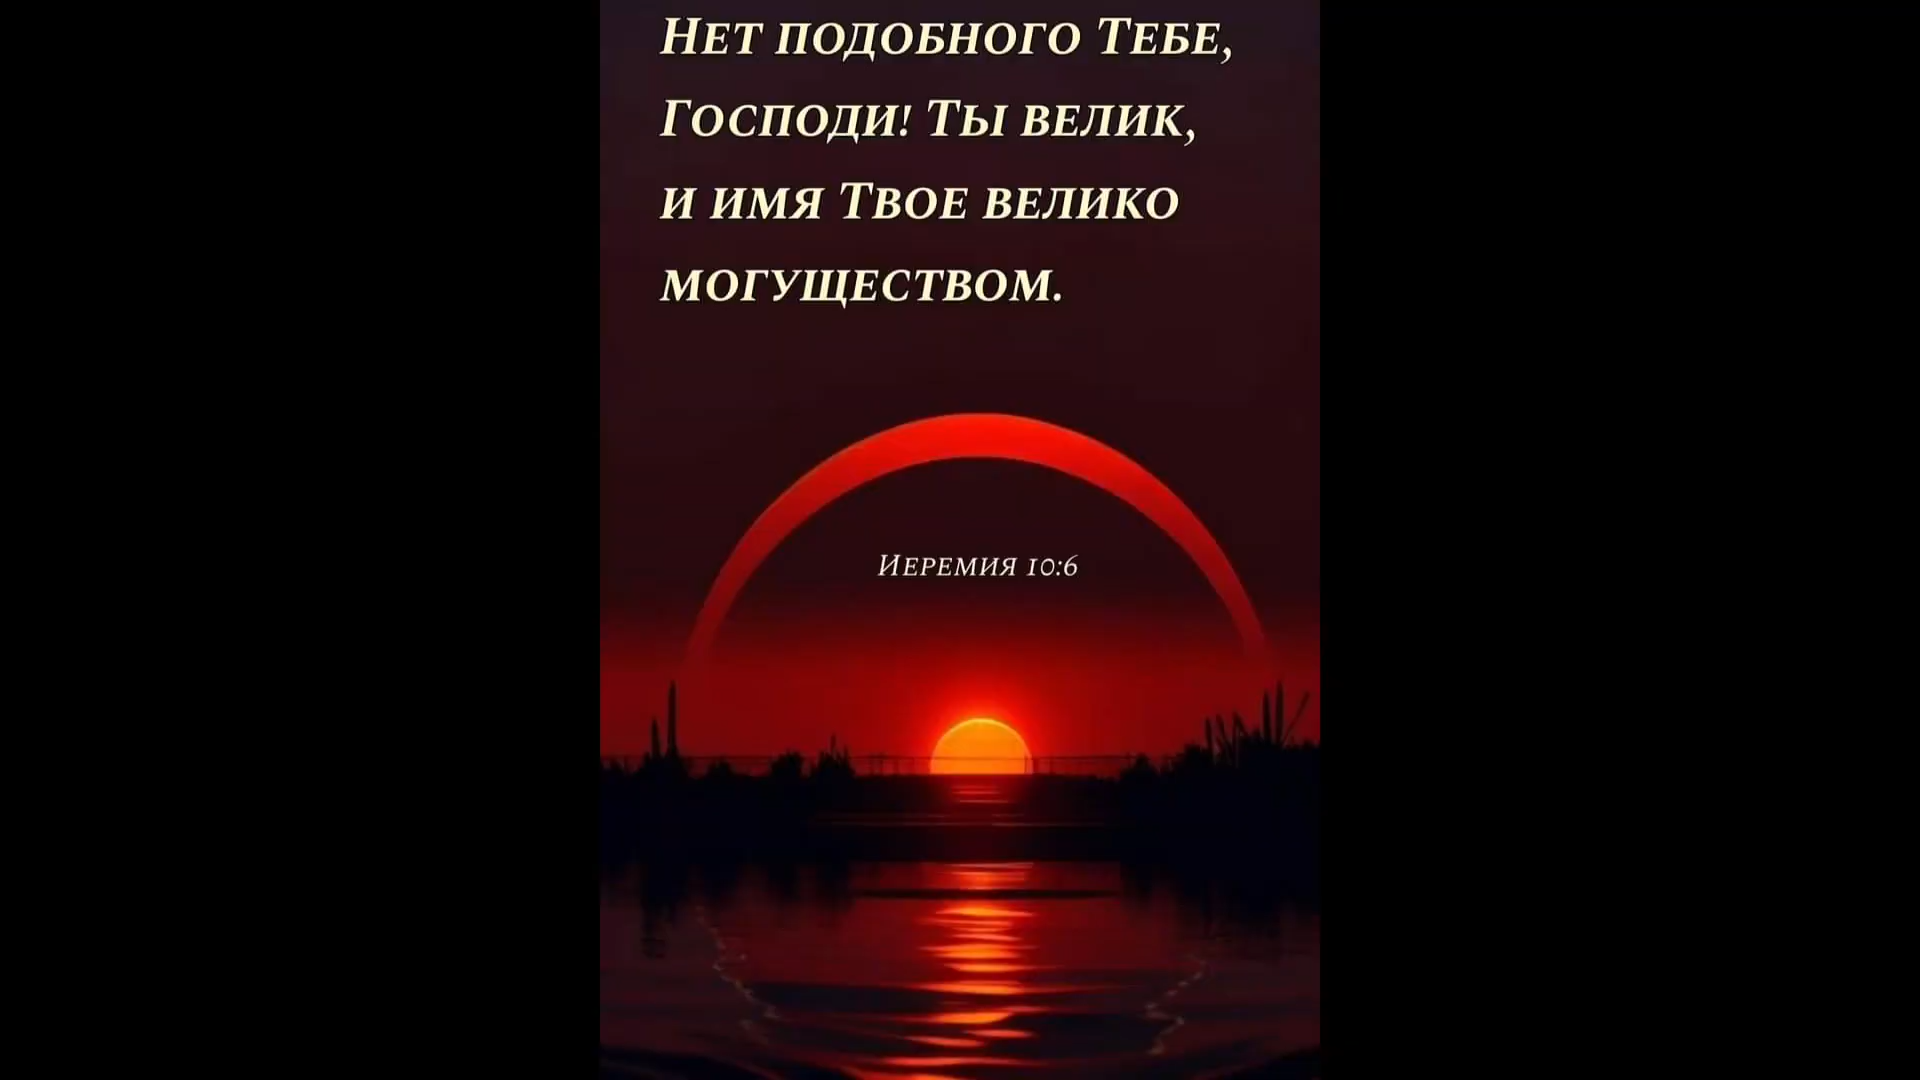 Нет подобного Тебе,
Господи! Ты велик,
и имя Твое велико
могуществом.
Иеремия 10:6